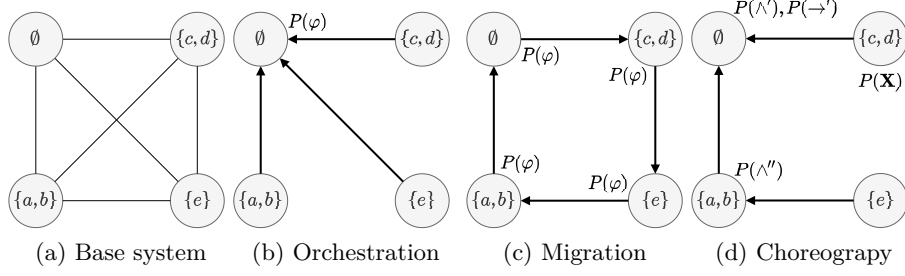 P(φ) P(∧′), P(→′)
∅ {c, d} ∅ {c, d} ∅ {c, d} ∅ {c, d}
P(φ) P(φ) P(X)
P(φ) P(φ) P(∧′′)
{a, b} {e} {a, b} {e} {a, b} {e} {a, b} {e}
(a) Base system (b) Orchestration (c) Migration (d) Choreograpy